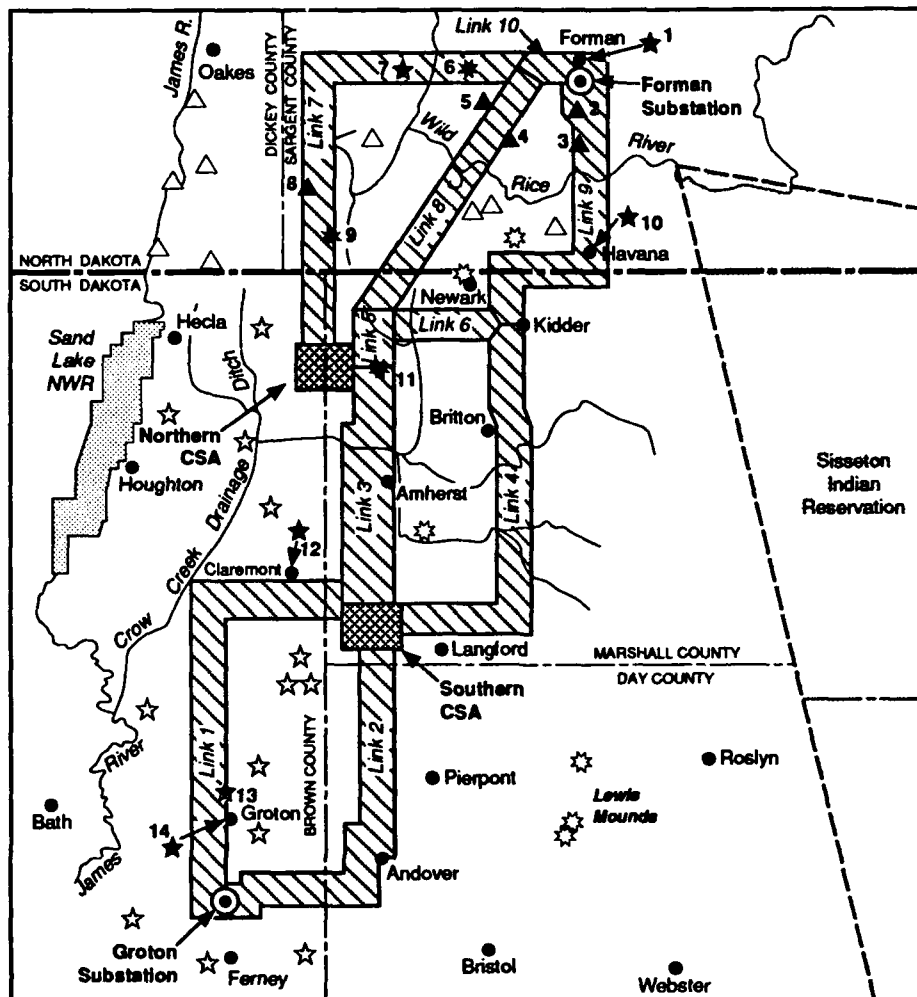 Link 10
Forman
1
James R.
Oakes
DICKEY COUNTY
SARGENT COUNTY
7
6
Forman
Substation
Link 7
5
Wild
2
4
3
River
Rice
8
Link 8
Link 9
9
10
Havana
NORTH DAKOTA
SOUTH DAKOTA
Newark
Hecla
Link 6
Kidder
Sand
Lake
NWR
Ditch
Link 5
11
Northern
CSA
Britton
Houghton
Drainage
Amherst
Link 3
Link 4
Sisseton
Indian
Reservation
12
Claremont
Creek
Crow
Langford
MARSHALL COUNTY
DAY COUNTY
Southern
CSA
Link 1
Link 2
River
BROWN COUNTY
Pierpont
Roslyn
13
Lewis
Mounds
Bath
14
Groton
James
Andover
Groton
Substation
Ferney
Bristol
Webster